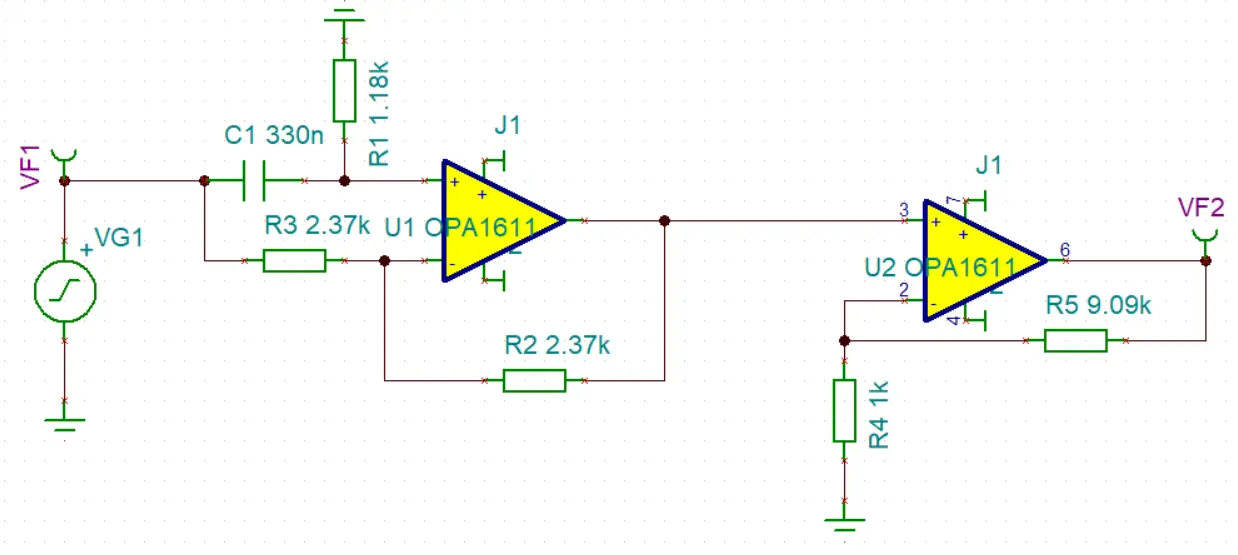 J1
C1 330n
R1 1.18k
VF1
J1
VF2
R3 2.37k
U1 OPA1611
+
+
-
+ VG1
7
3
+
+
6
U2 OPA1611
2
-
4
R5 9.09k
R2 2.37k
R4 1k